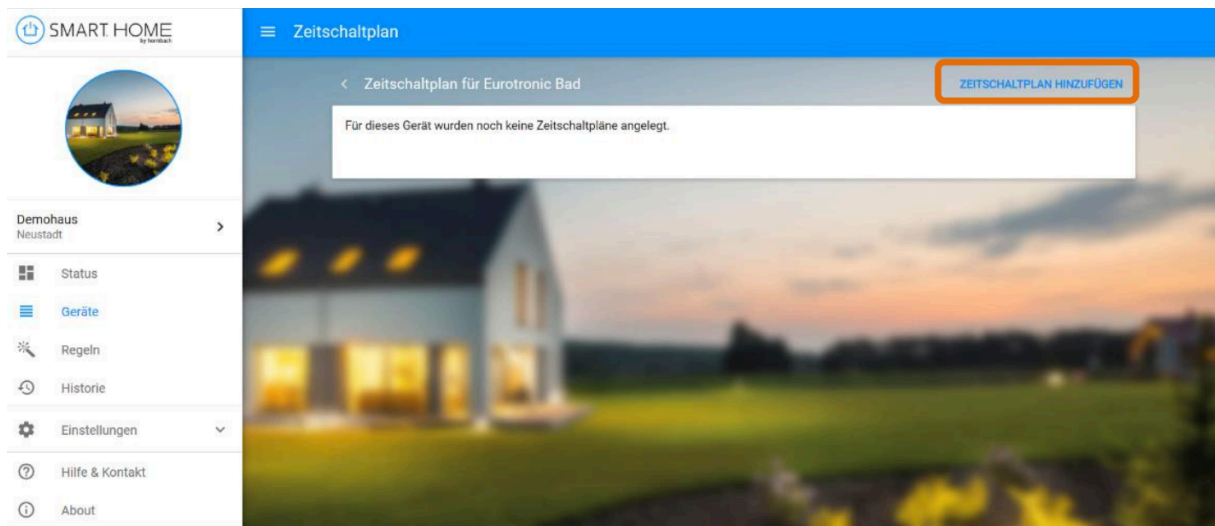 SMART HOME
by hornbach
Zeitschaltplan
Zeitschaltplan für Eurotronic Bad
ZEITSCHALTPLAN HINZUFÜGEN
Für dieses Gerät wurden noch keine Zeitschaltpläne angelegt.
Demohaus
Neustadt
Status
Geräte
Regeln
Historie
Einstellungen
Hilfe & Kontakt
About